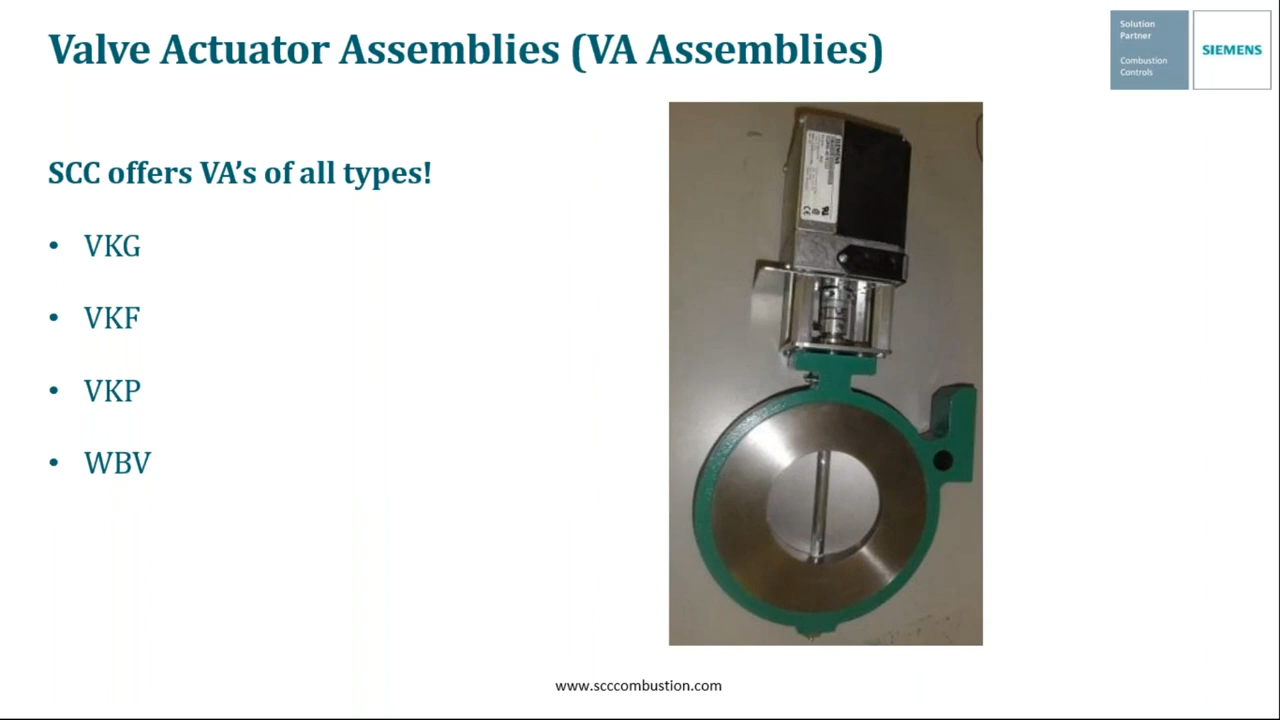 Valve Actuator Assemblies (VA Assemblies)
Solution
Partner
Combustion
Controls
SIEMENS
SCC offers VA’s of all types!
• VKG
• VKF
• VKP
• WBV
SIEMENS
www.scccombustion.com